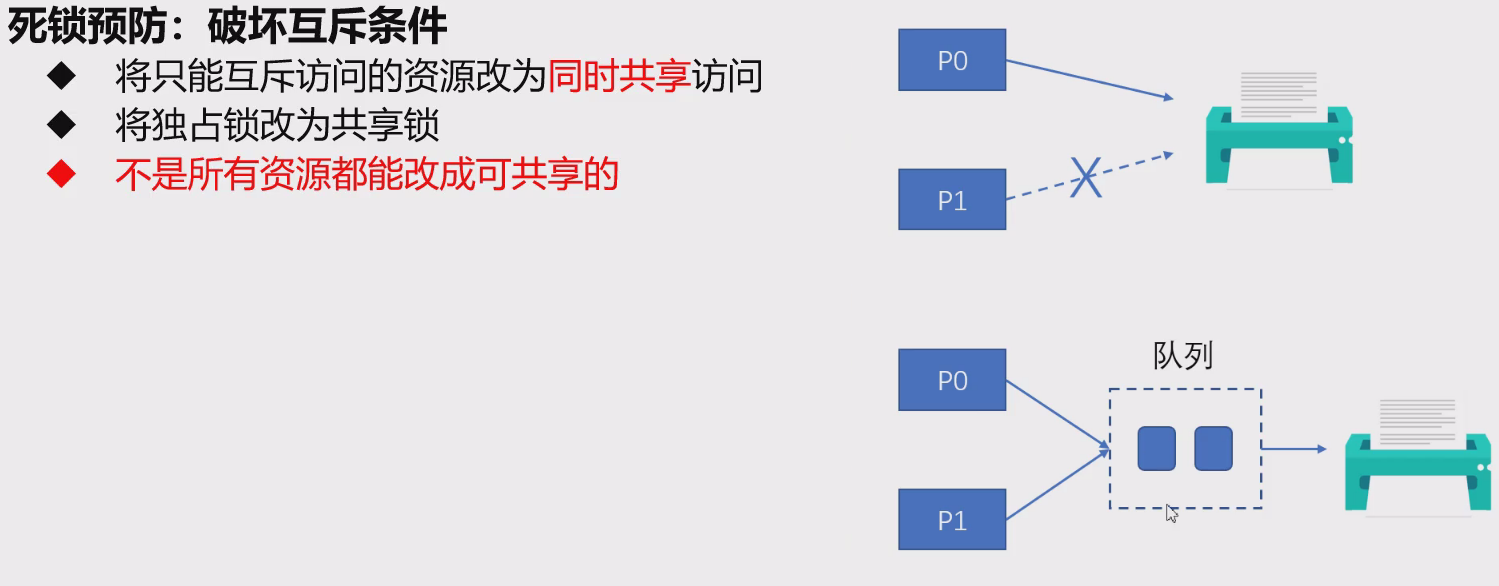 死锁预防：破坏互斥条件
◆ 将只能互斥访问的资源改为同时共享访问
◆ 将独占锁改为共享锁
◆ 不是所有资源都能改成可共享的
P0
P1
X
队列
P0
P1